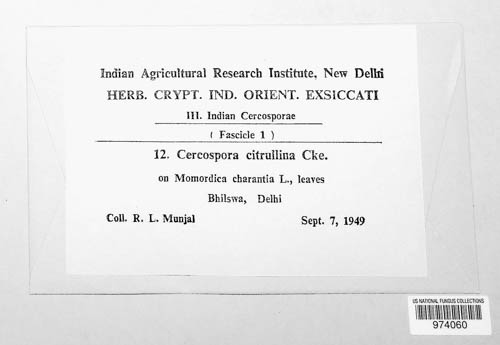 Indian Agricultural Research Institute, New Delhi
HERB. CRYPT. IND. ORIENT. EXSICCATI
III. Indian Cercosporae
( Fascicle 1 )
12. Cercospora citrullina Cke.
on Momordica charantia L., leaves
Bhilswa, Delhi
Coll. R. L. Munjal
Sept. 7, 1949
US NATIONAL FUNGUS COLLECTIONS
974060